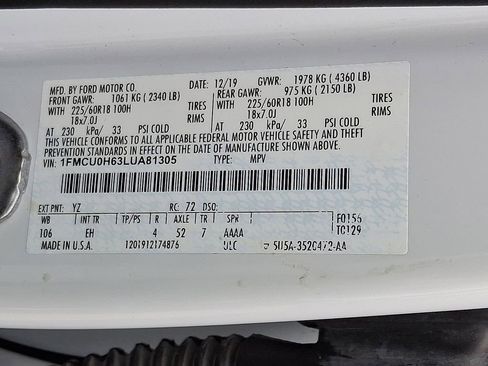 MFD. BY FORD MOTOR CO. 12/19 GVWR: 1978 KG ( 4360 LB)
FRONT GAWR: 1061 KG ( 2340 LB) REAR GAWR: 975 KG ( 2150 LB)
WITH 225/60R18 100H TIRES WITH 225/60R18 100H TIRES
18x7.0J RIMS 18x7.0J RIMS
AT 230 kPa/ 33 PSI COLD AT 230 kPa/ 33 PSI COLD
THIS VEHICLE CONFORMS TO ALL APPLICABLE FEDERAL MOTOR VEHICLE SAFETY AND THEFT
PREVENTION STANDARDS IN EFFECT ON THE DATE OF MANUFACTURE SHOWN ABOVE.
VIN: 1FMCU0H63LUA81305 TYPE: MPV
EXT PNT: YZ RC: 72 DSO: F0156
WB INT TR TP/PS R AXLE TR SPR TC129
106 EH 4 52 7 AAAA
MADE IN U.S.A. 1201912174876 ULC